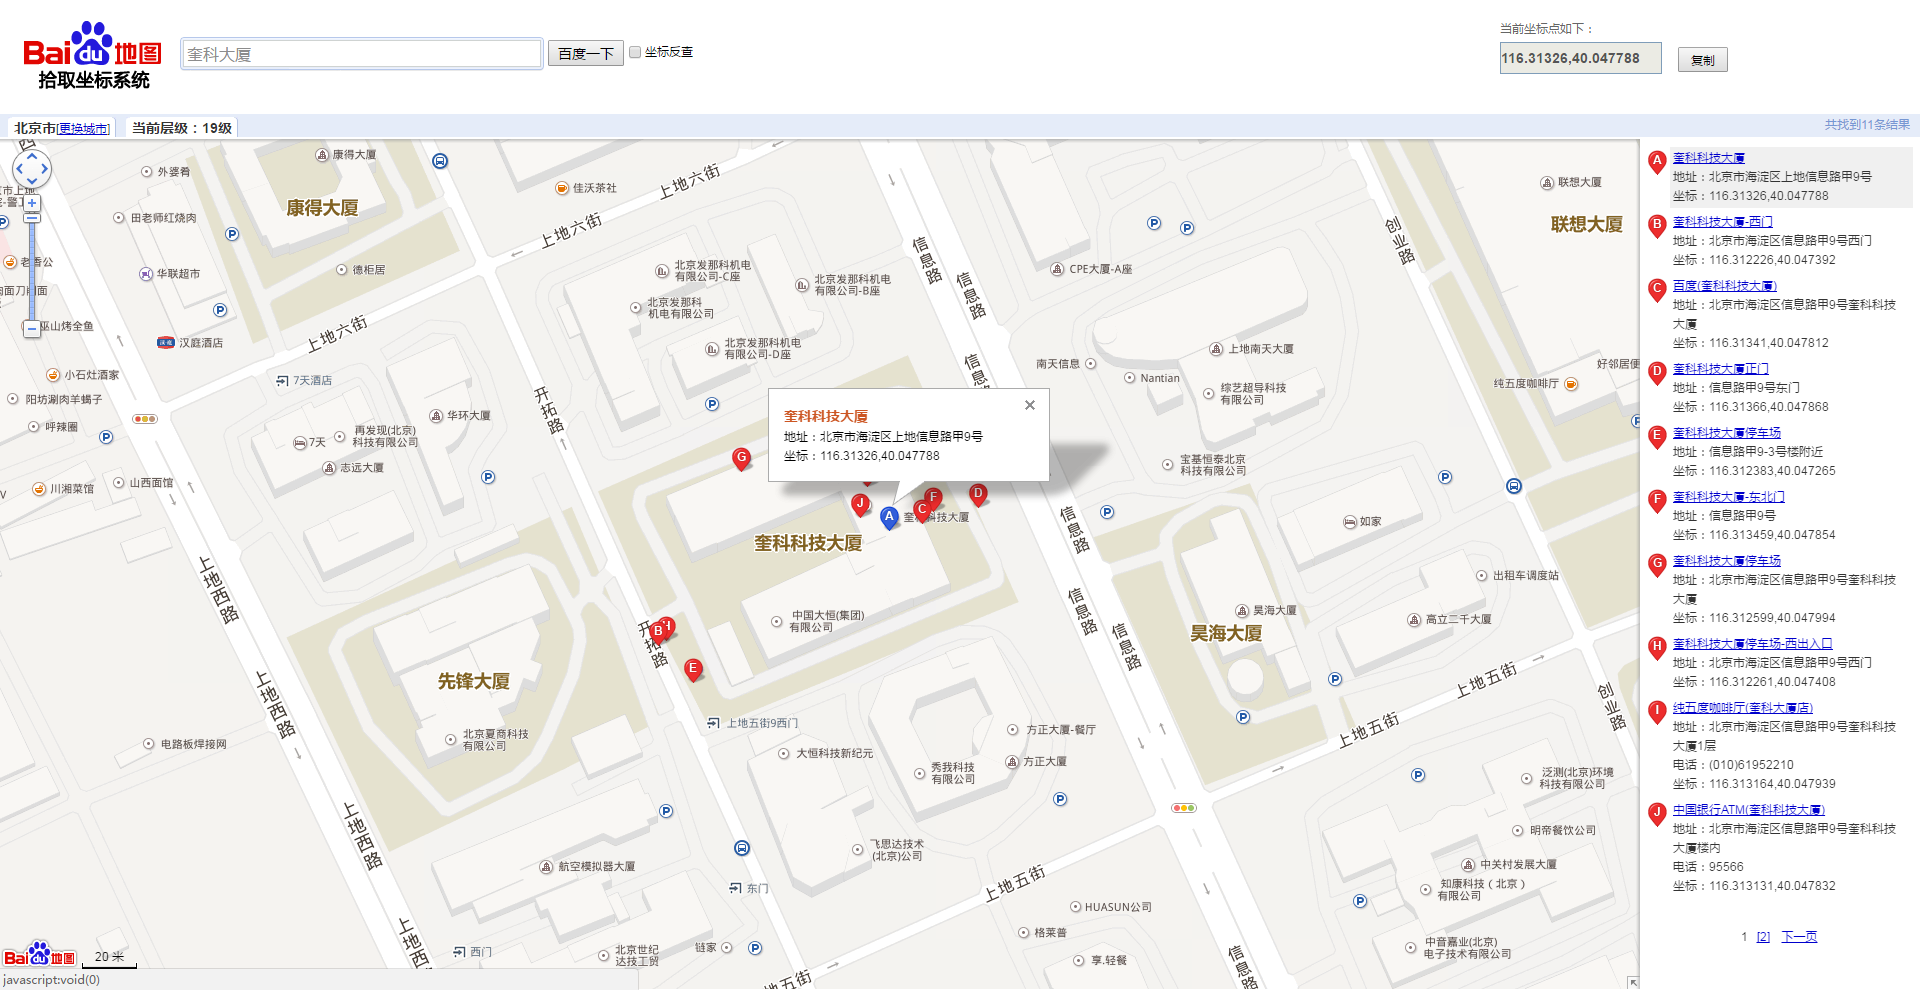 Bai du 地图
拾取坐标系统
奎科大厦
百度一下
坐标反查
当前坐标点如下：
116.31326,40.047788
复制
北京市[更换城市]
当前层级：19级
共找到11条结果
康得大厦
外婆肴
佳沃茶社
上地六街
联想大厦
田老师红烧肉
康得大厦
上地六街
联想大厦
创业路
信息路
老香公
华联超市
德柜居
北京发那科机电
有限公司-C座
北京发那科机电
有限公司-B座
CPE大厦-A座
信息路
北京发那科
机电有限公司
巫山烤全鱼
汉庭酒店
上地六街
北京发那科机电
有限公司-D座
上地南天大厦
南天信息
信息路
Nantian
好邻居便
纯五度咖啡厅
小石灶酒家
7天酒店
综艺超导科技
有限公司
阳坊涮肉羊蝎子
开拓路
华环大厦
呼辣圈
再发现(北京)
科技有限公司
7天
志远大厦
奎科科技大厦
地址：北京市海淀区上地信息路甲9号
坐标：116.31326,40.047788
宝基恒泰北京
科技有限公司
川湘菜馆
山西面馆
G
J
A
C
F
D
奎科科技大厦
信息路
如家
奎科科技大厦
上地西路
出租车调度站
信息路
中国大恒(集团)
有限公司
昊海大厦
高立二千大厦
昊海大厦
信息路
开拓路
B
H
E
先锋大厦
上地西路
上地五街
创业路
上地五街9西门
方正大厦-餐厅
上地五街
北京夏商科技
有限公司
电路板焊接网
大恒科技新纪元
秀我科技
有限公司
方正大厦
泛测(北京)环境
科技有限公司
上地西路
飞思达技术
(北京)公司
明帝餐饮公司
航空模拟器大厦
中关村发展大厦
东门
上地五街
知康科技（北京）
有限公司
HUASUN公司
上地西路
格莱普
西门
北京世纪
达技工贸
链家
享.轻餐
中音嘉业(北京)
电子技术有限公司
信息路
上地五街
Bai du 地图
20 米
javascript:void(0)
A
奎科科技大厦
地址：北京市海淀区上地信息路甲9号
坐标：116.31326,40.047788
B
奎科科技大厦-西门
地址：北京市海淀区信息路甲9号西门
坐标：116.312226,40.047392
C
百度(奎科科技大厦)
地址：北京市海淀区信息路甲9号奎科科技
大厦
坐标：116.31341,40.047812
D
奎科科技大厦正门
地址：信息路甲9号东门
坐标：116.31366,40.047868
E
奎科科技大厦停车场
地址：信息路甲9-3号楼附近
坐标：116.312383,40.047265
F
奎科科技大厦-东北门
地址：信息路甲9号
坐标：116.313459,40.047854
G
奎科科技大厦停车场
地址：北京市海淀区信息路甲9号奎科科技
大厦
坐标：116.312599,40.047994
H
奎科科技大厦停车场-西出入口
地址：北京市海淀区信息路甲9号西门
坐标：116.312261,40.047408
I
纯五度咖啡厅(奎科大厦店)
地址：北京市海淀区信息路甲9号奎科科技
大厦1层
电话：(010)61952210
坐标：116.313164,40.047939
J
中国银行ATM(奎科科技大厦)
地址：北京市海淀区信息路甲9号奎科科技
大厦楼内
电话：95566
坐标：116.313131,40.047832
1 [2] 下一页